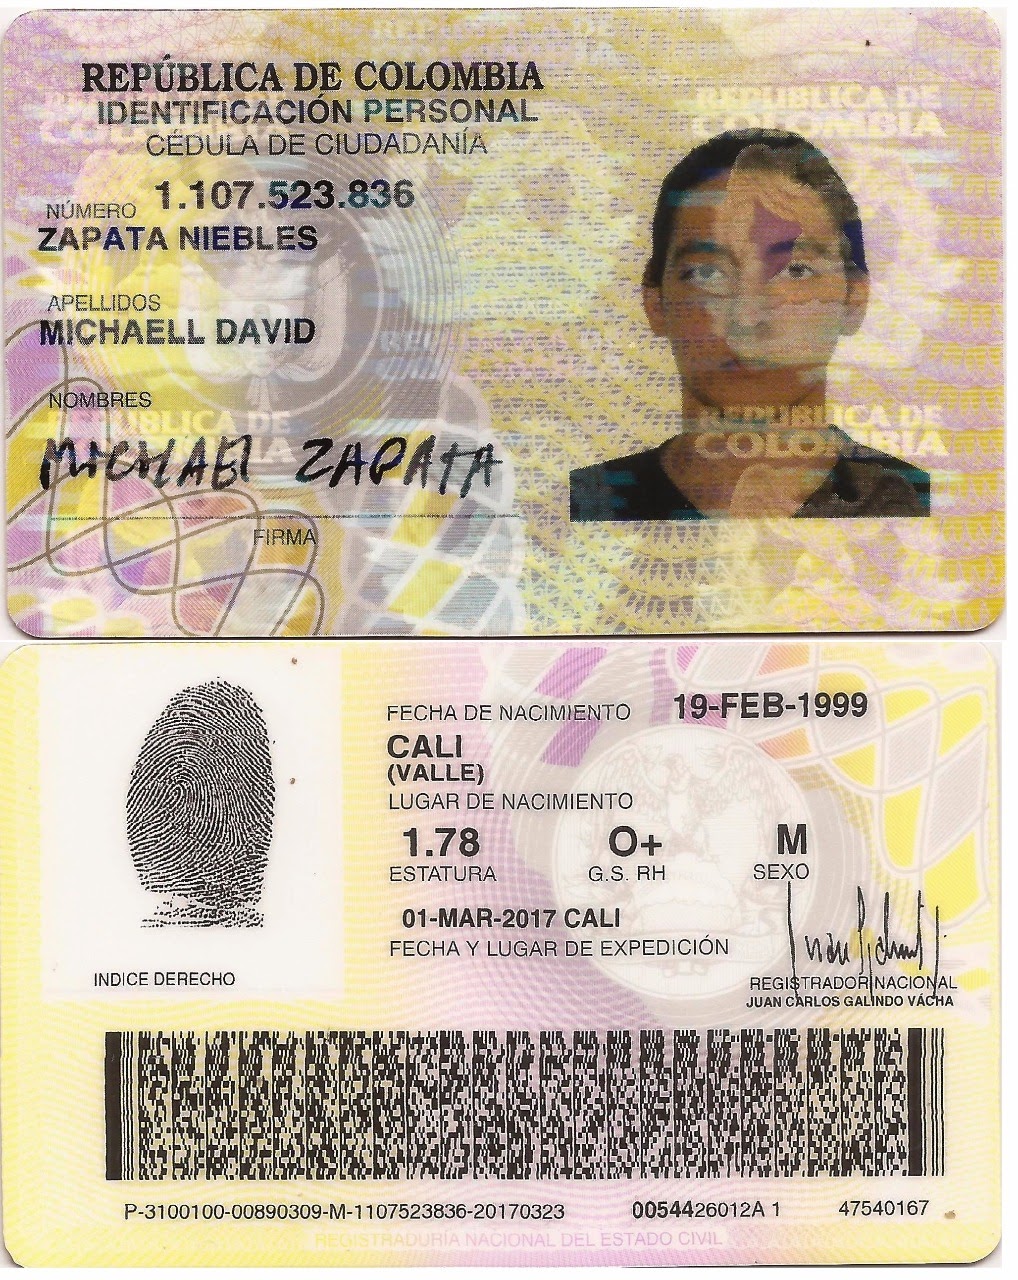 REPÚBLICA DE COLOMBIA
IDENTIFICACIÓN PERSONAL
CÉDULA DE CIUDADANÍA
NÚMERO 1.107.523.836
ZAPATA NIEBLES
APELLIDOS
MICHAELL DAVID
NOMBRES
MICHAEl ZAPATA
FIRMA
REPUBLICA DE
COLOMBIA
REPUBLICA DE
COLOMBIA
REPUBLICA DE
FECHA DE NACIMIENTO 19-FEB-1999
CALI
(VALLE)
LUGAR DE NACIMIENTO
1.78 O+ M
ESTATURA G.S. RH SEXO
01-MAR-2017 CALI
FECHA Y LUGAR DE EXPEDICIÓN
INDICE DERECHO
REGISTRADOR NACIONAL
JUAN CARLOS GALINDO VÁCHA
P-3100100-00890309-M-1107523836-20170323 0054426012A 1 47540167
REGISTRADURÍA NACIONAL DEL ESTADO CIVIL